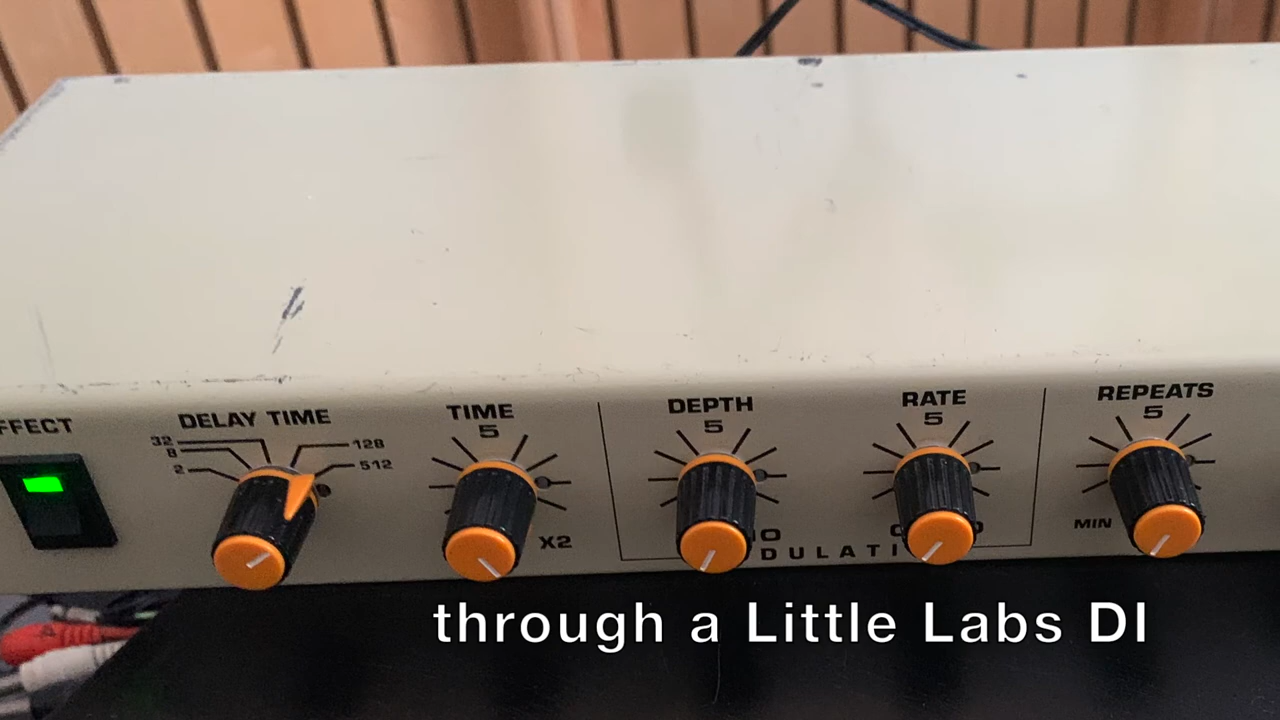 FFECT
DELAY TIME
32
8
2
128
512
TIME
5
X2
DEPTH
5
RATE
5
REPEATS
5
MIN
through a Little Labs DI